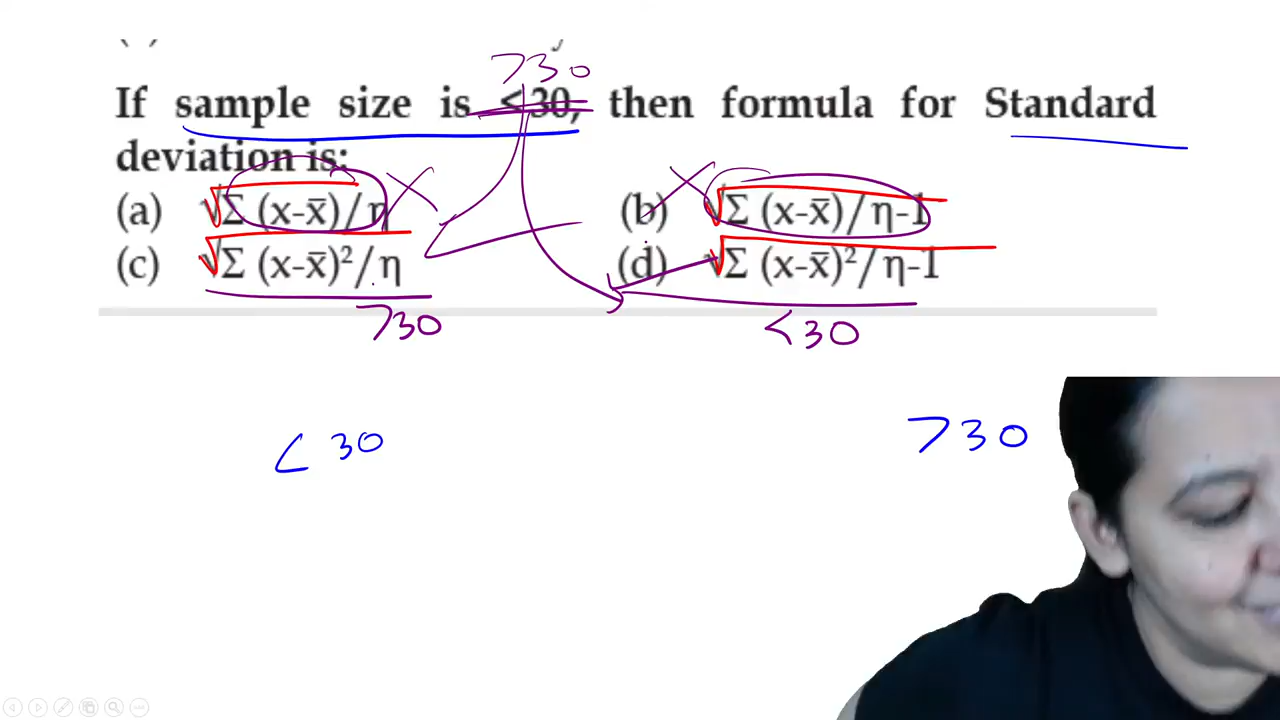 >30
If sample size is <30, then formula for Standard
deviation is:
(a) √Σ (x-x̄)/η (b) √Σ (x-x̄)/η-1
(c) √Σ (x-x̄)²/η (d) √Σ (x-x̄)²/η-1
>30 <30
<30 >30